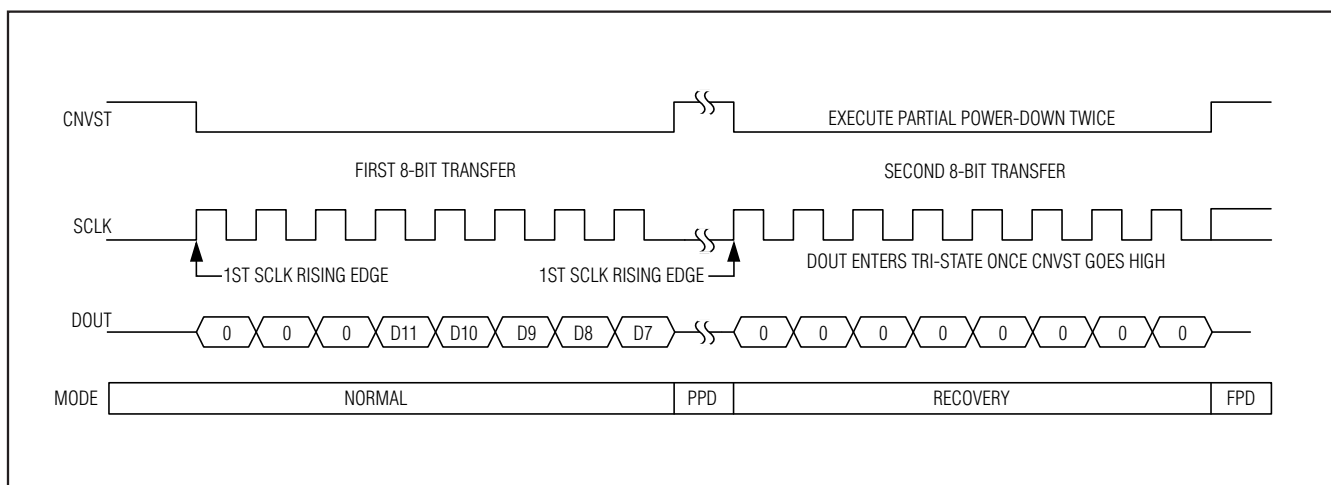 CNVST
EXECUTE PARTIAL POWER-DOWN TWICE
FIRST 8-BIT TRANSFER
SECOND 8-BIT TRANSFER
SCLK
1ST SCLK RISING EDGE
1ST SCLK RISING EDGE
DOUT ENTERS TRI-STATE ONCE CNVST GOES HIGH
DOUT
0 0 0 D11 D10 D9 D8 D7 0 0 0 0 0 0 0 0
MODE
NORMAL PPD RECOVERY FPD